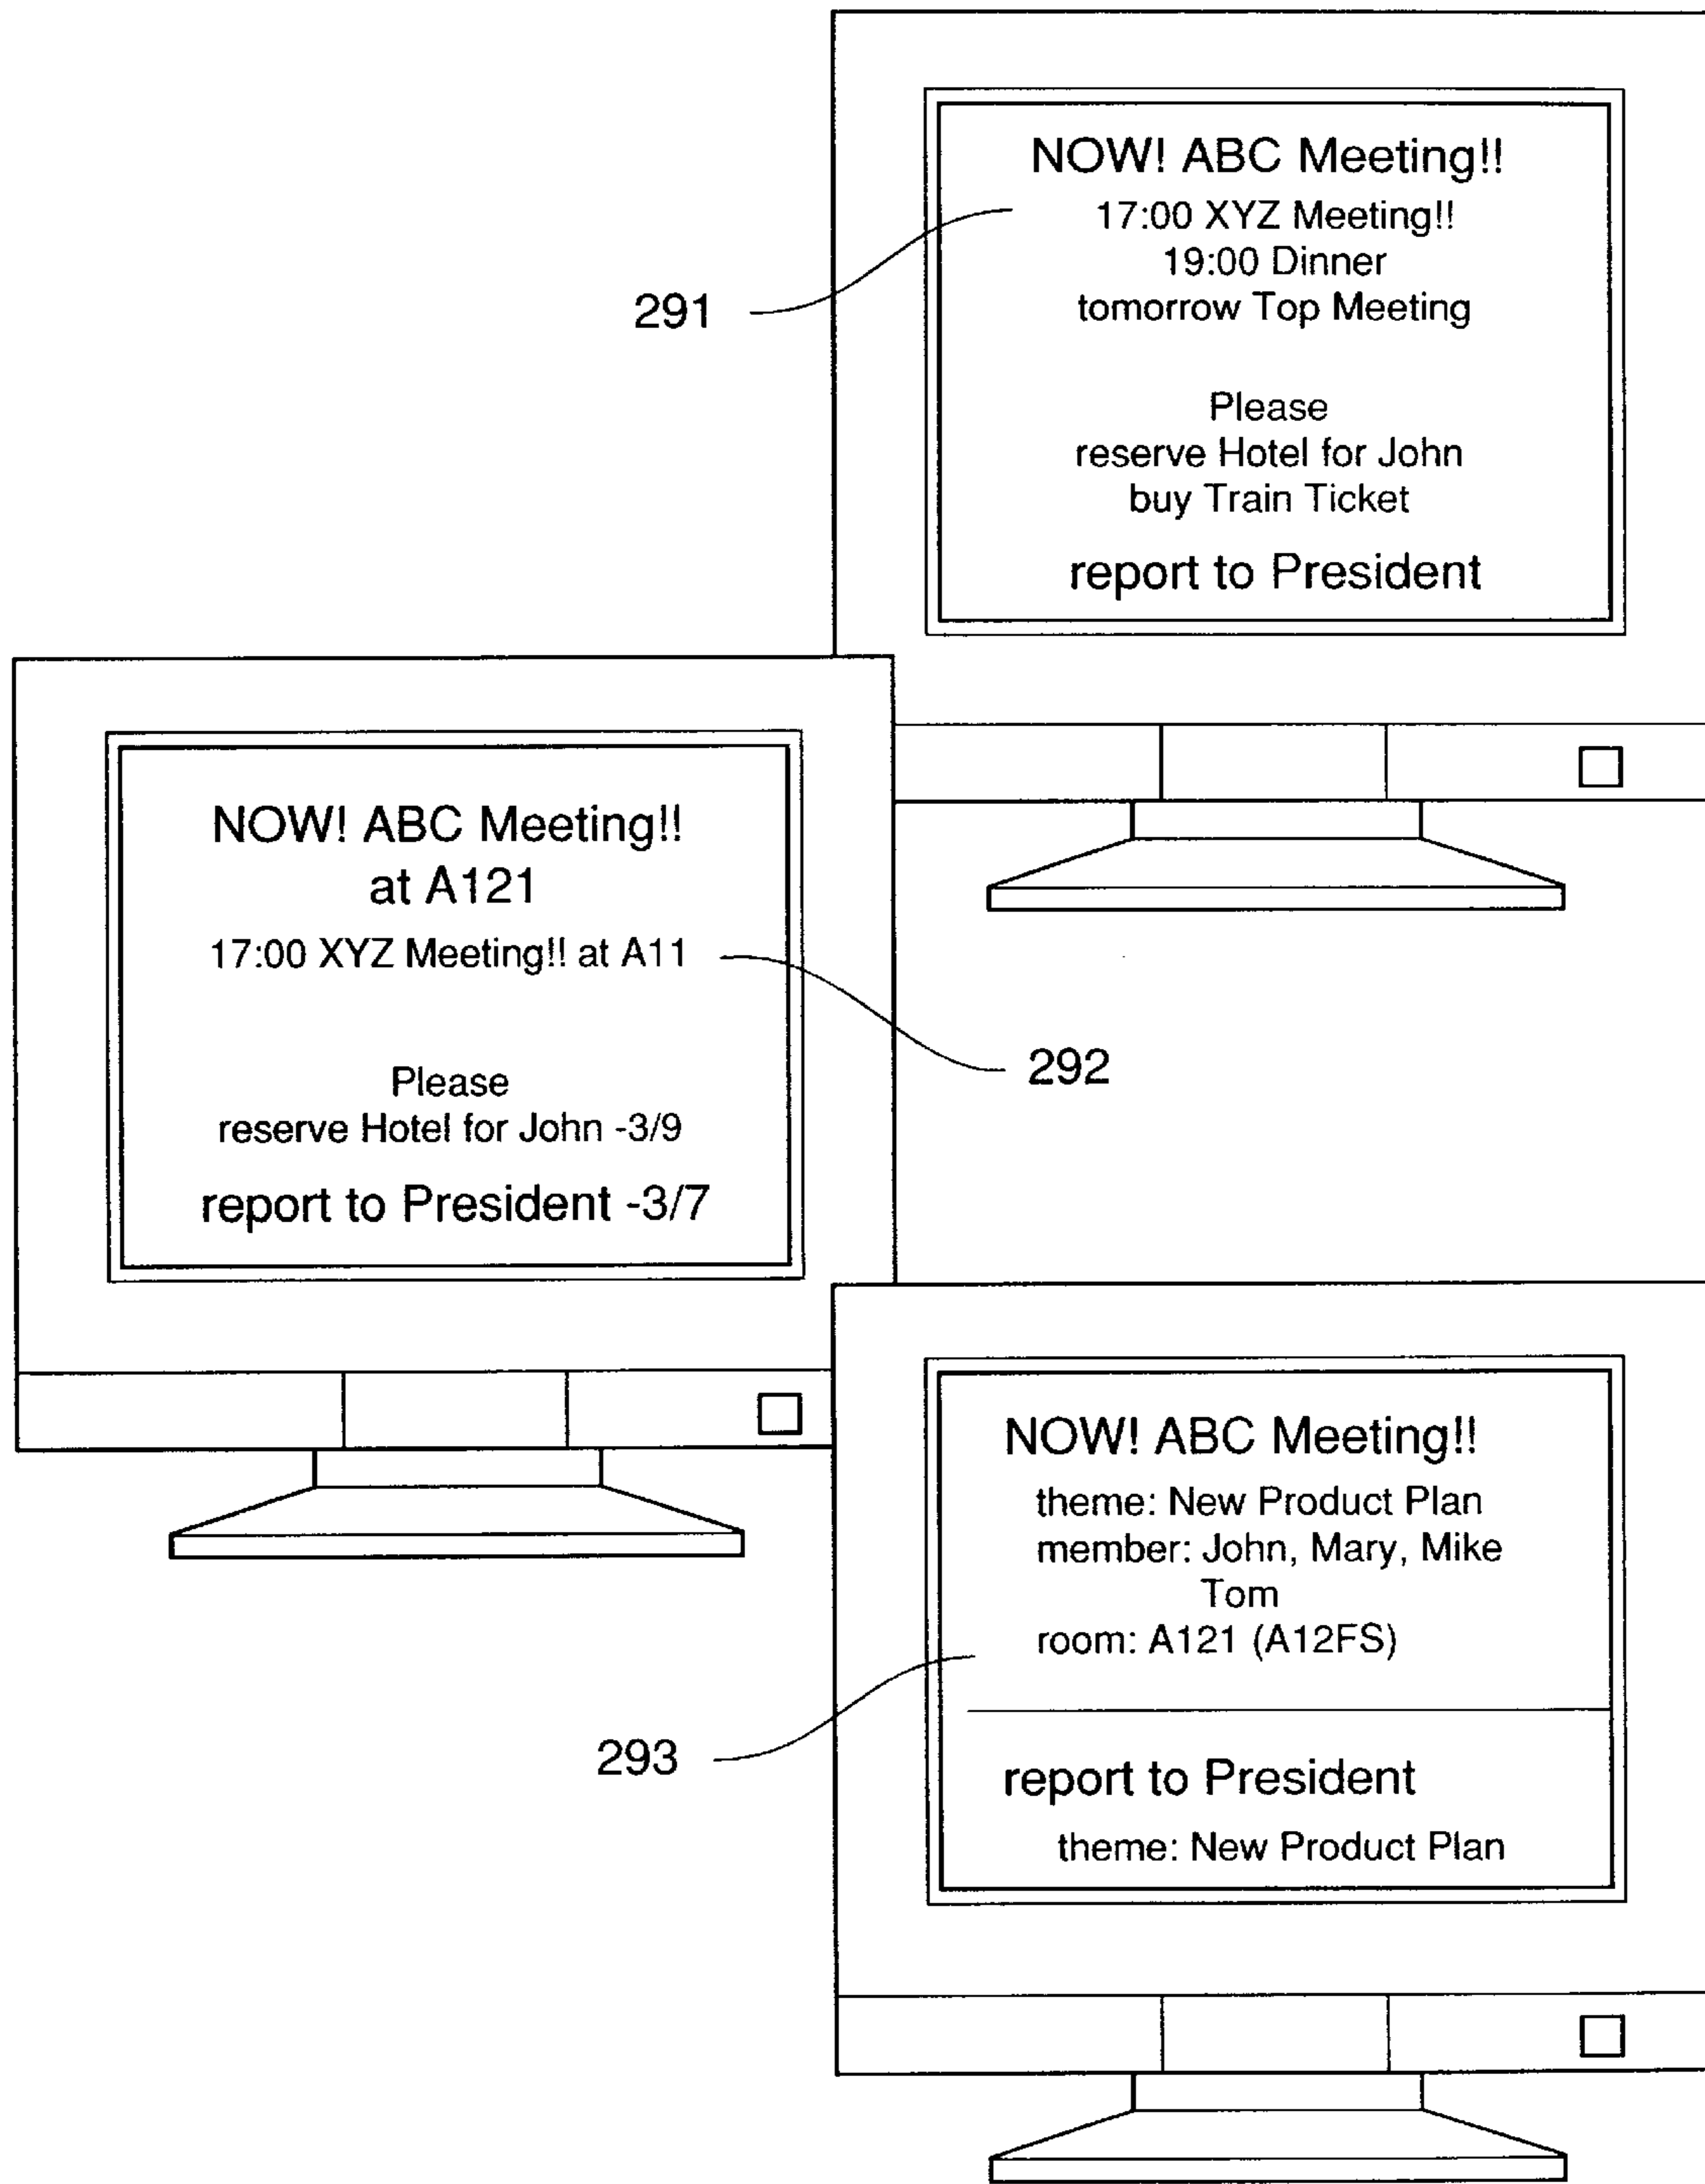 NOW! ABC Meeting!!
17:00 XYZ Meeting!!
19:00 Dinner
tomorrow Top Meeting
Please
reserve Hotel for John
buy Train Ticket
report to President
291
NOW! ABC Meeting!!
at A121
17:00 XYZ Meeting!! at A11
Please
reserve Hotel for John -3/9
report to President -3/7
292
NOW! ABC Meeting!!
theme: New Product Plan
member: John, Mary, Mike
Tom
room: A121 (A12FS)
report to President
theme: New Product Plan
293